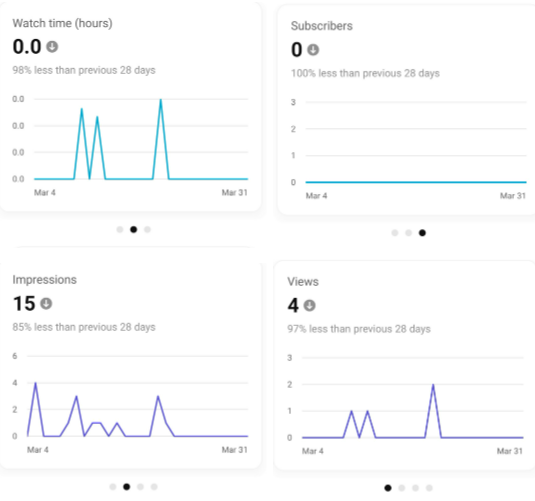 Watch time (hours)
0.0
98% less than previous 28 days
0.0
0.0
0.0
0.0
Mar 4 Mar 31
Subscribers
0
100% less than previous 28 days
3
2
1
0
Mar 4 Mar 31
Impressions
15
85% less than previous 28 days
6
4
2
0
Mar 4 Mar 31
Views
4
97% less than previous 28 days
3
2
1
0
Mar 4 Mar 31